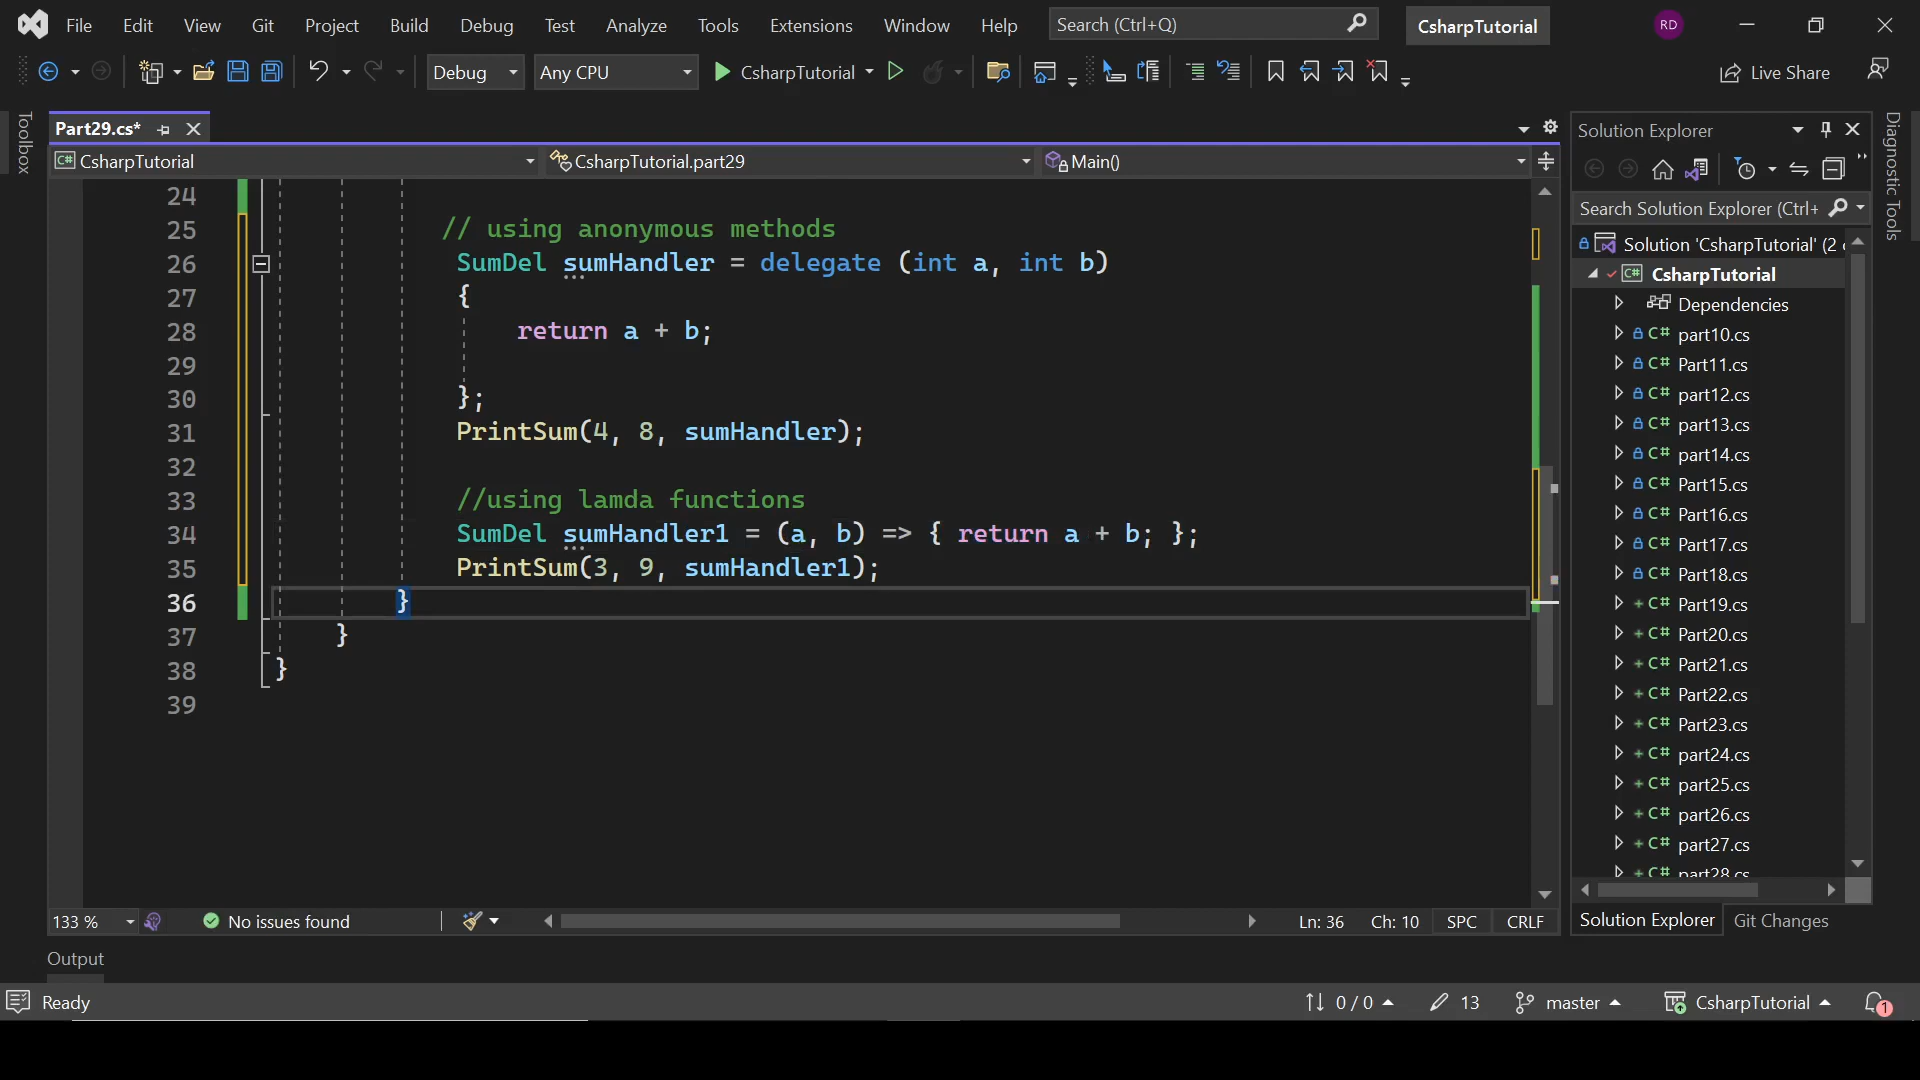 File Edit View Git Project Build Debug Test Analyze Tools Extensions Window Help Search (Ctrl+Q) CsharpTutorial RD
Debug Any CPU CsharpTutorial Live Share
Toolbox
Part29.cs*
CsharpTutorial CsharpTutorial.part29 Main()
24
25 // using anonymous methods
26 SumDel sumHandler = delegate (int a, int b)
27 {
28 return a + b;
29
30 };
31 PrintSum(4, 8, sumHandler);
32
33 //using lamda functions
34 SumDel sumHandler1 = (a, b) => { return a + b; };
35 PrintSum(3, 9, sumHandler1);
36 }
37 }
38 }
39
133 % No issues found Ln: 36 Ch: 10 SPC CRLF
Solution Explorer
Search Solution Explorer (Ctrl+
Solution 'CsharpTutorial' (2
C# CsharpTutorial
Dependencies
C# part10.cs
C# Part11.cs
C# part12.cs
C# part13.cs
C# part14.cs
C# Part15.cs
C# Part16.cs
C# Part17.cs
C# Part18.cs
+ C# Part19.cs
+ C# Part20.cs
+ C# Part21.cs
+ C# Part22.cs
+ C# Part23.cs
+ C# part24.cs
+ C# part25.cs
+ C# part26.cs
+ C# part27.cs
+ C# part28.cs
Solution Explorer Git Changes
Diagnostic Tools
Output
Ready 0 / 0 13 master CsharpTutorial 1